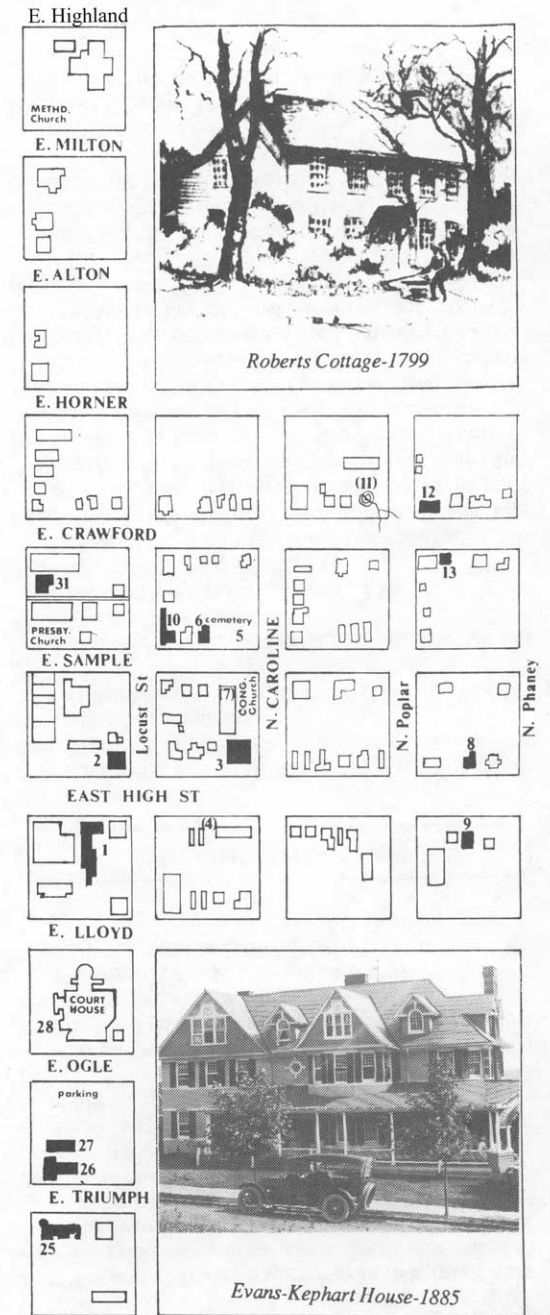 E. Highland
METHD.
Church
E. MILTON
E. ALTON
Roberts Cottage-1799
E. HORNER
(11)
12
E. CRAWFORD
31
13
10
6
cemetery
5
PRESBY.
Church
E. SAMPLE
Locust St
N. CAROLINE
N. Poplar
N. Phaney
(7)
CONG.
Church
2
3
8
EAST HIGH ST
1
(4)
9
E. LLOYD
COURT
HOUSE
28
E. OGLE
parking
27
26
E. TRIUMPH
25
Evans-Kephart House-1885